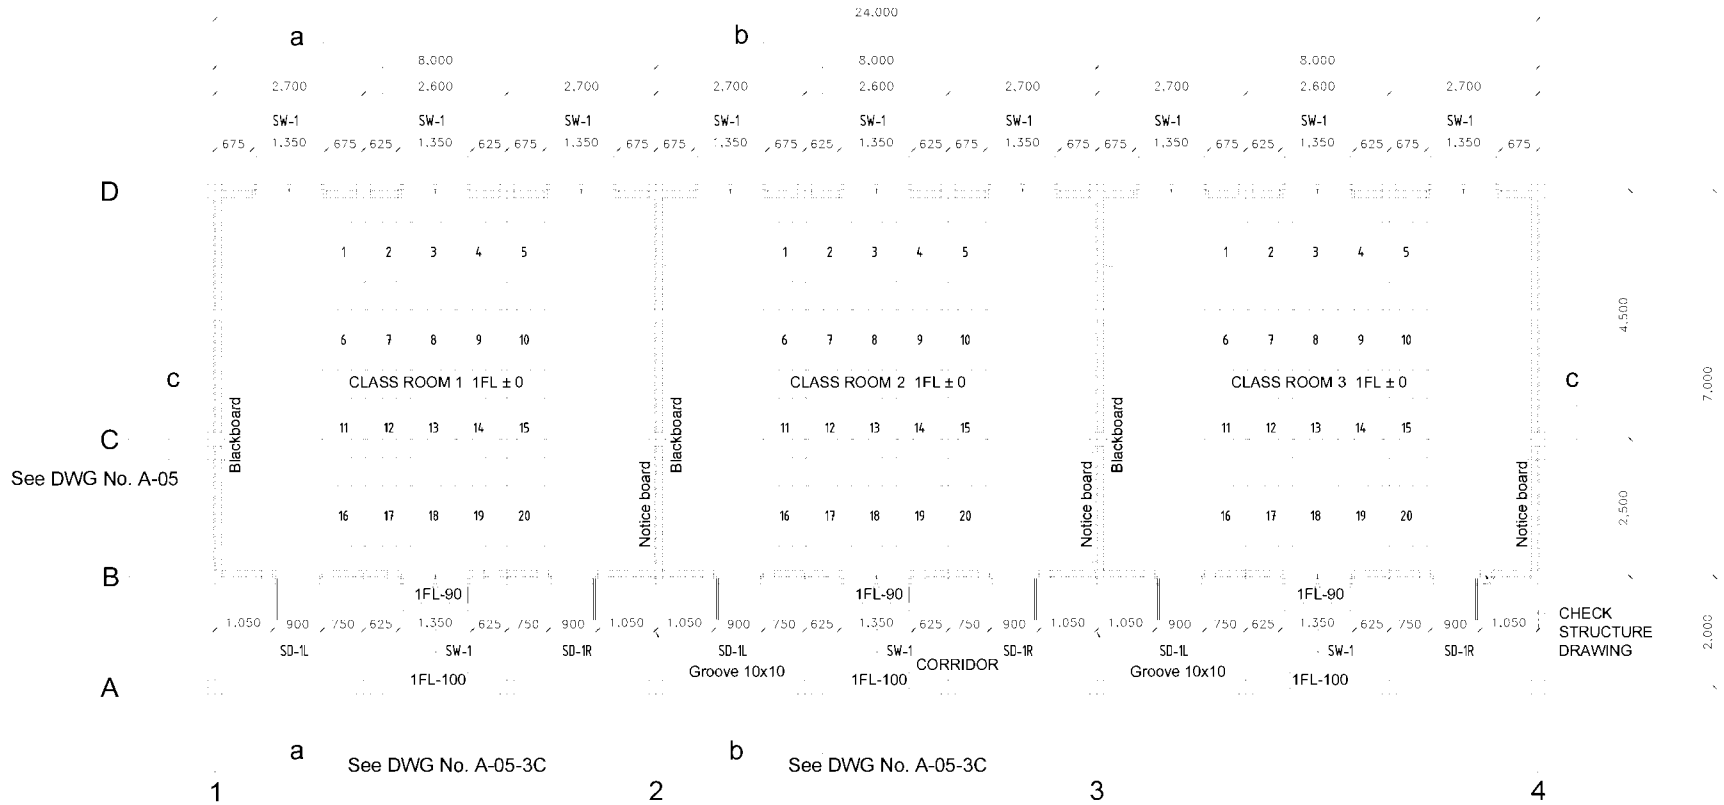 24.000
a b
8.000 8.000 8.000
2.700 2.600 2.700 2.700 2.600 2.700 2.700 2.600 2.700
SW-1 SW-1 SW-1 SW-1 SW-1 SW-1 SW-1 SW-1 SW-1
675 1.350 675 625 1.350 625 675 1.350 675 675 1.350 675 625 1.350 625 675 1.350 675 675 1.350 675 625 1.350 625 675 1.350 675
D
1 2 3 4 5 1 2 3 4 5 1 2 3 4 5
4.500
6 7 8 9 10 6 7 8 9 10 6 7 8 9 10
c CLASS ROOM 1 1FL ± 0 CLASS ROOM 2 1FL ± 0 CLASS ROOM 3 1FL ± 0 c 7.000
11 12 13 14 15 11 12 13 14 15 11 12 13 14 15
C Blackboard Blackboard Blackboard
See DWG No. A-05
Notice board Notice board Notice board
16 17 18 19 20 16 17 18 19 20 16 17 18 19 20
2,500
B
1FL-90 1FL-90 1FL-90
1.050 900 750 625 1.350 625 750 900 1.050 1.050 900 750 625 1.350 625 750 900 1.050 1.050 900 750 625 1.350 625 750 900 1.050
CHECK
STRUCTURE
DRAWING
2.000
SD-1L SW-1 SD-1R SD-1L SW-1 SD-1R SD-1L SW-1 SD-1R
CORRIDOR
Groove 10x10 Groove 10x10
1FL-100 1FL-100 1FL-100
A
a b
See DWG No. A-05-3C See DWG No. A-05-3C
1 2 3 4